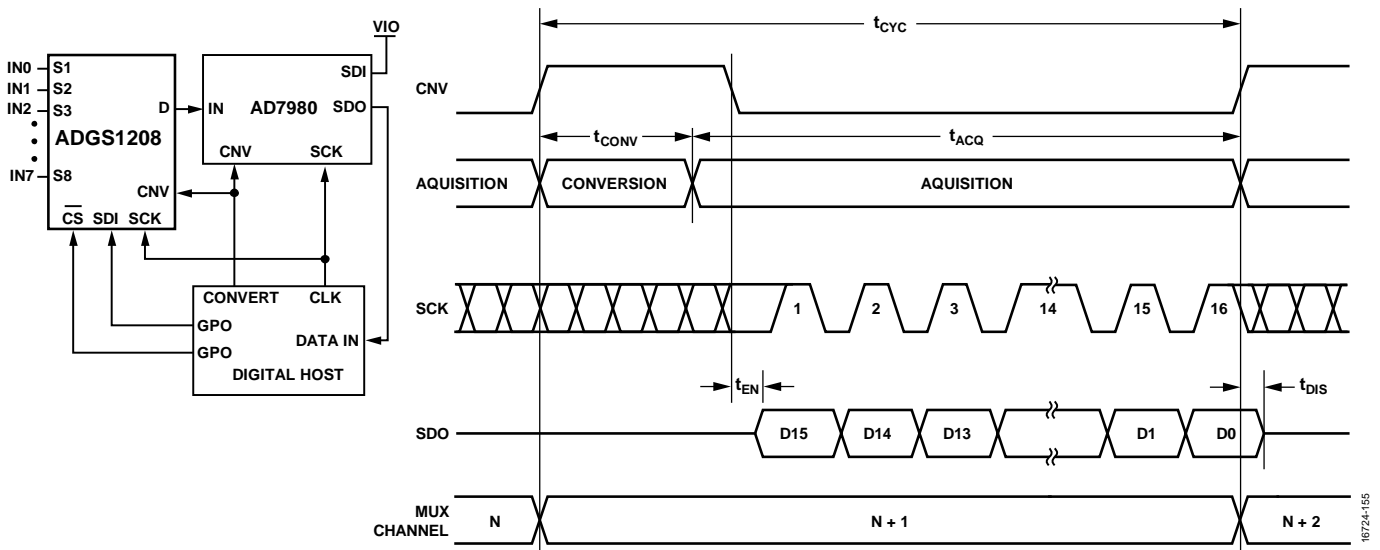 VIO
IN0 S1
IN1 S2
IN2 S3
IN7 S8
D
ADGS1208
CNV
CS SDI SCK
SDI
IN AD7980 SDO
CNV SCK
CONVERT CLK
GPO
GPO
DATA IN
DIGITAL HOST
tCYC
CNV
tCONV tACQ
AQUISITION CONVERSION AQUISITION
SCK 1 2 3 14 15 16
tEN tDIS
SDO D15 D14 D13 D1 D0
MUX
CHANNEL N N + 1 N + 2
16724-155